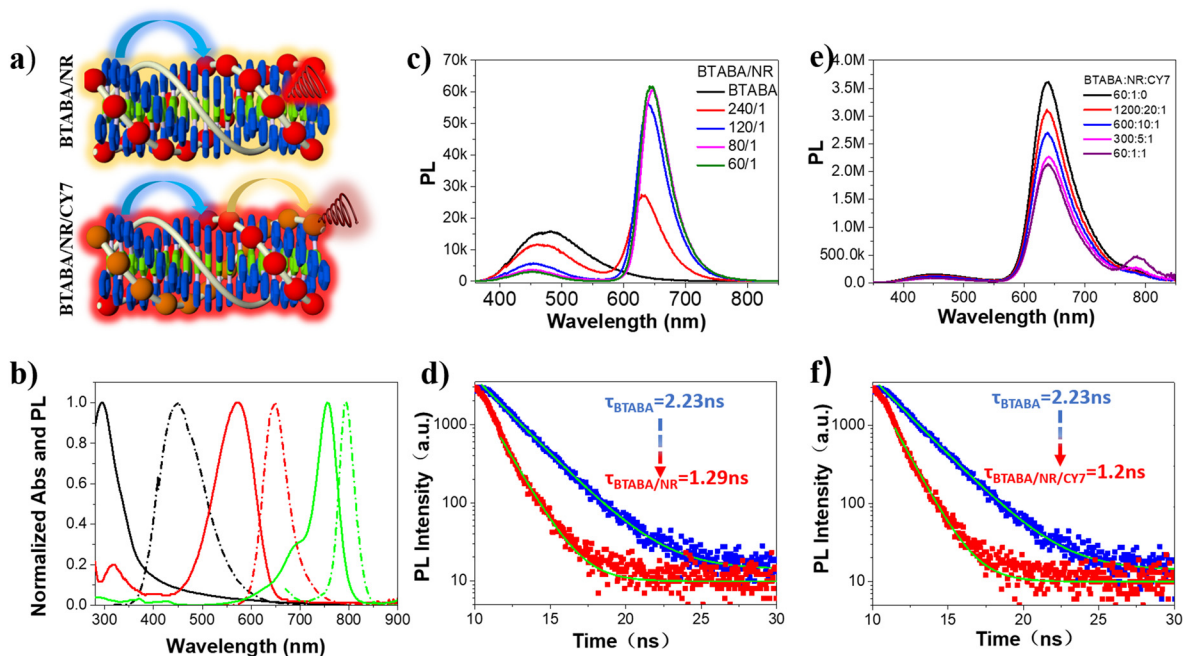 a)
BTABA/NR
BTABA/NR/CY7
b)
Normalized Abs and PL
1.0
0.8
0.6
0.4
0.2
0.0
300 400 500 600 700 800 900
Wavelength (nm)
c)
PL
70k
60k
50k
40k
30k
20k
10k
0
400 500 600 700 800
Wavelength (nm)
BTABA/NR
BTABA
240/1
120/1
80/1
60/1
d)
PL Intensity (a.u.)
1000
100
10
10 15 20 25 30
Time (ns)
τBTABA=2.23ns
τBTABA/NR=1.29ns
e)
PL
4.0M
3.5M
3.0M
2.5M
2.0M
1.5M
1.0M
500.0k
0.0
400 500 600 700 800
Wavelength (nm)
BTABA:NR:CY7
60:1:0
1200:20:1
600:10:1
300:5:1
60:1:1
f)
PL Intensity (a.u.)
1000
100
10
10 15 20 25 30
Time (ns)
τBTABA=2.23ns
τBTABA/NR/CY7=1.2ns